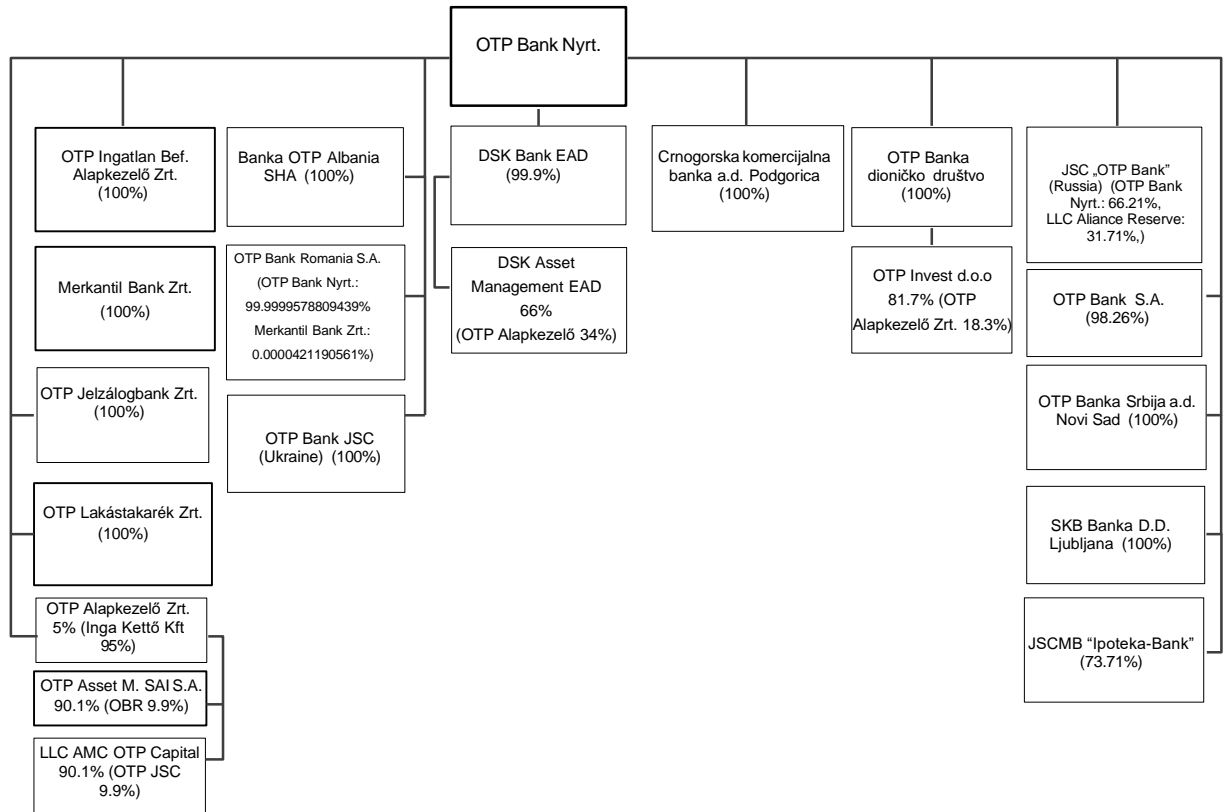 OTP Bank Nyrt.
OTP Ingatlan Bef.
Alapkezelő Zrt.
(100%)
Merkantil Bank Zrt.
(100%)
OTP Jelzálogbank Zrt.
(100%)
OTP Lakástakarék Zrt.
(100%)
OTP Alapkezelő Zrt.
5% (Inga Kettő Kft
95%)
OTP Asset M. SAI S.A.
90.1% (OBR 9.9%)
LLC AMC OTP Capital
90.1% (OTP JSC
9.9%)
Banka OTP Albania
SHA (100%)
OTP Bank Romania S.A.
(OTP Bank Nyrt.:
99.9999578809439%
Merkantil Bank Zrt.:
0.0000421190561%)
OTP Bank JSC
(Ukraine) (100%)
DSK Bank EAD
(99.9%)
DSK Asset
Management EAD
66%
(OTP Alapkezelő 34%)
Crnogorska komercijalna
banka a.d. Podgorica
(100%)
OTP Banka
dioničko društvo
(100%)
OTP Invest d.o.o
81.7% (OTP
Alapkezelő Zrt. 18.3%)
JSC „OTP Bank”
(Russia) (OTP Bank
Nyrt.: 66.21%,
LLC Aliance Reserve:
31.71%,)
OTP Bank S.A.
(98.26%)
OTP Banka Srbija a.d.
Novi Sad (100%)
SKB Banka D.D.
Ljubljana (100%)
JSCMB “Ipoteka-Bank”
(73.71%)